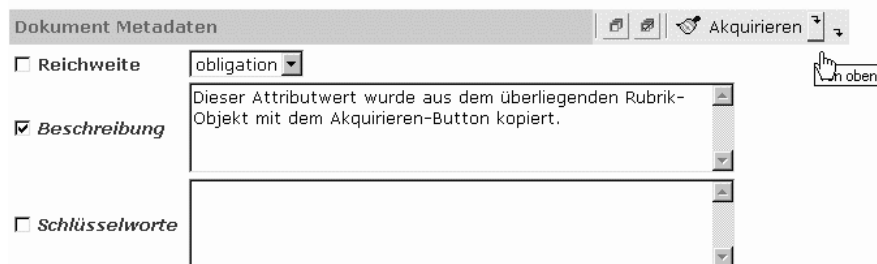 Dokument Metadaten Akquirieren
Reichweite obligation
on oben
Dieser Attributwert wurde aus dem überliegenden Rubrik-
Objekt mit dem Akquirieren-Button kopiert.
Beschreibung
Schlüsselworte